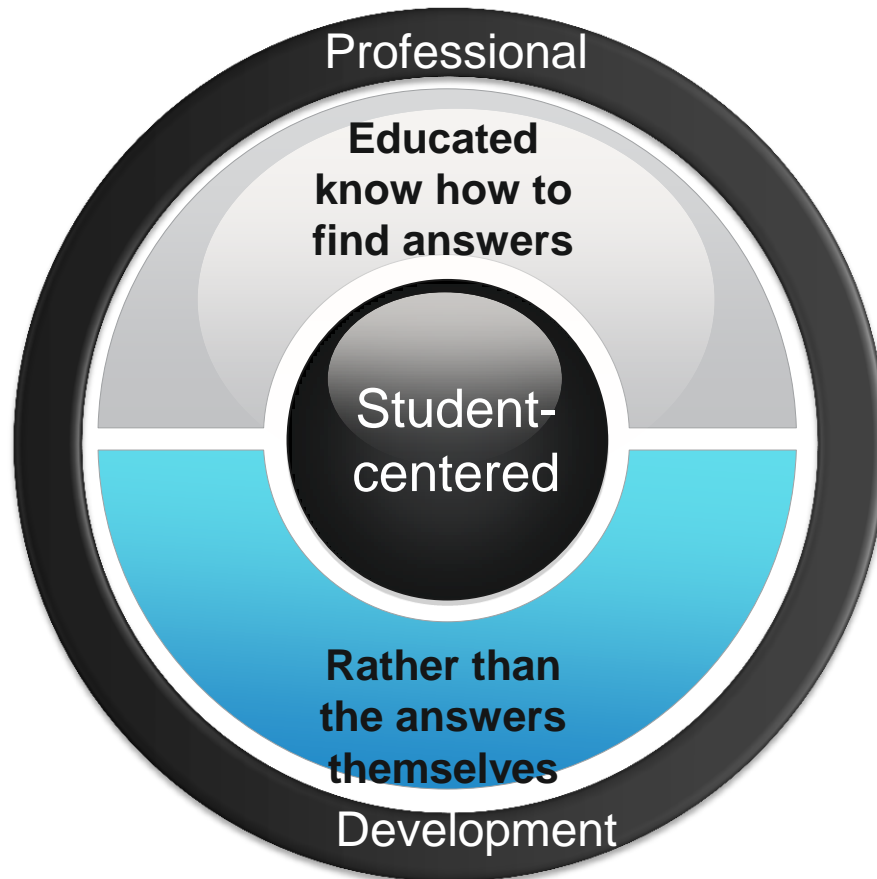 Professional
Educated
know how to
find answers
Student-
centered
Rather than
the answers
themselves
Development